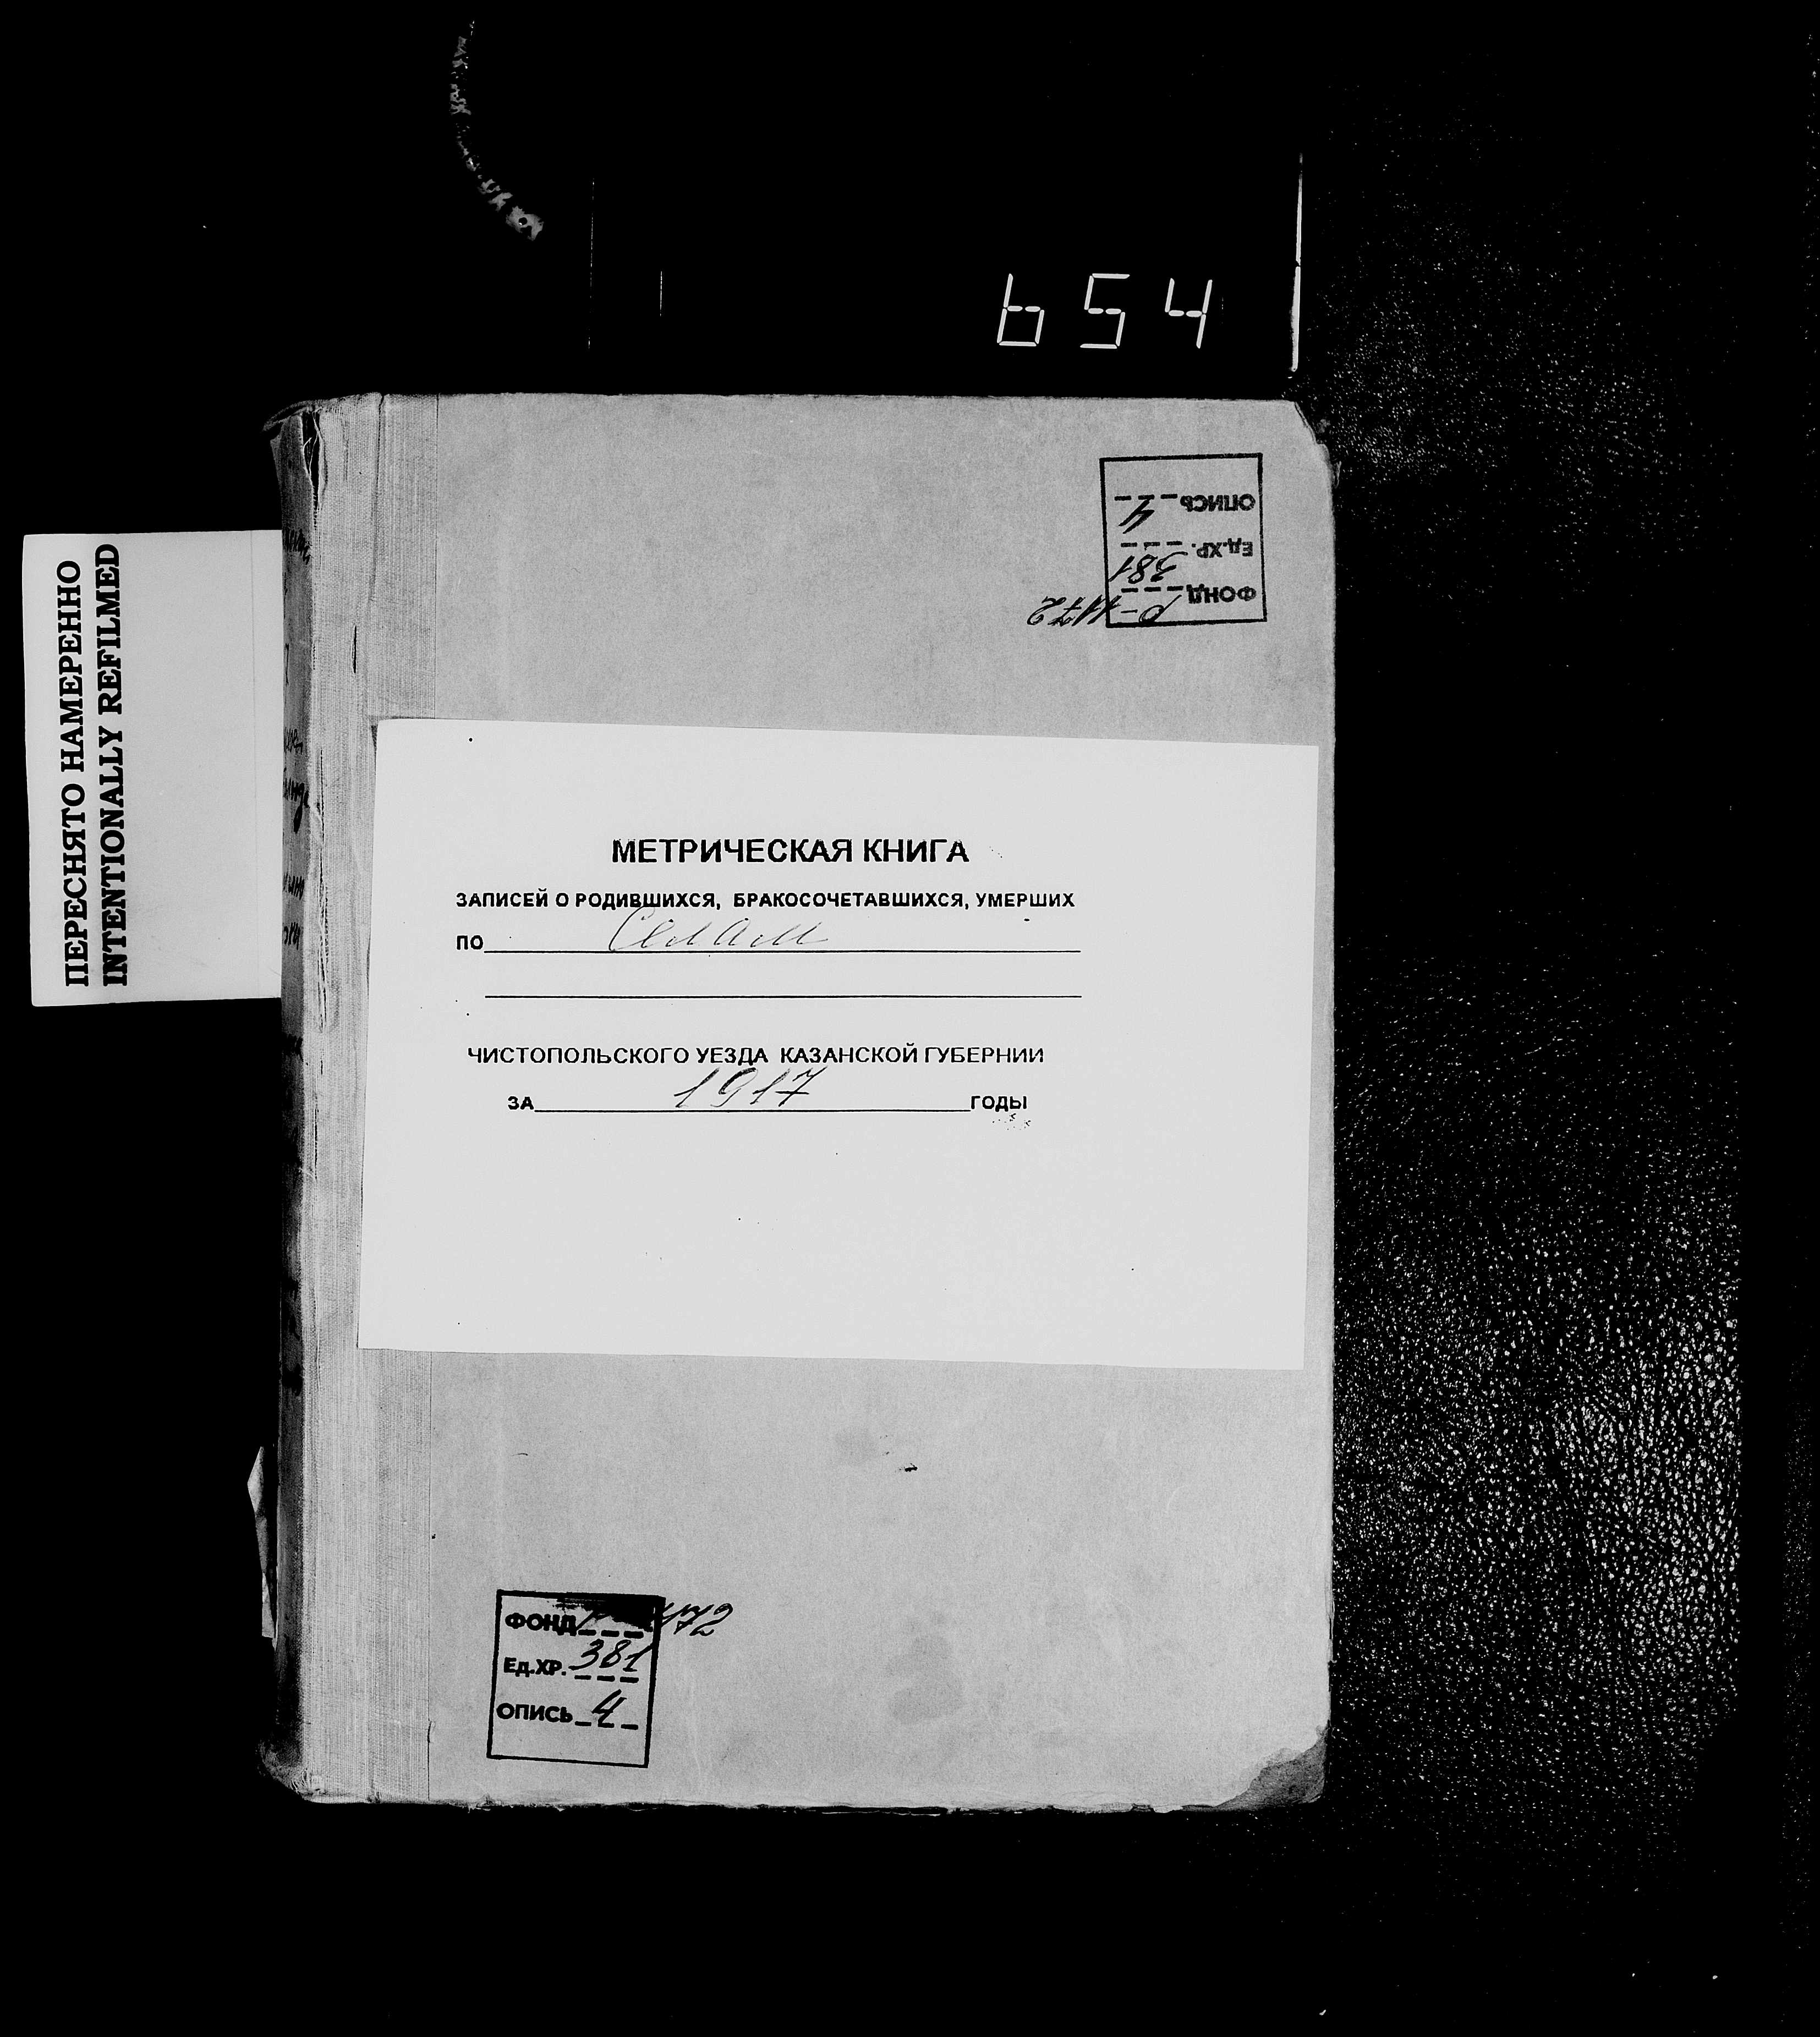 654
ОПИСЬ 4
Ед.ХР. 381
ФОНД Р-1172
ПЕРЕСНЯТО НАМЕРЕННО
INTENTIONALLY REFILMED
МЕТРИЧЕСКАЯ КНИГА
ЗАПИСЕЙ О РОДИВШИХСЯ, БРАКОСОЧЕТАВШИХСЯ, УМЕРШИХ
ПО селам
ЧИСТОПОЛЬСКОГО УЕЗДА КАЗАНСКОЙ ГУБЕРНИИ
ЗА 1917 ГОДЫ
ФОНД 1172
Ед.ХР. 381
ОПИСЬ 4